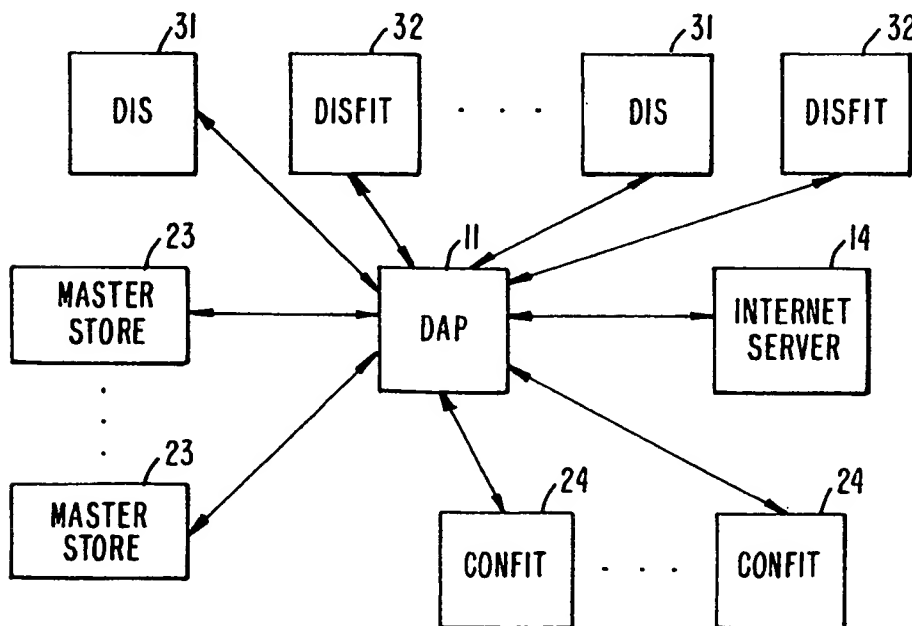 31 32 31 32
DIS DISFIT . . . DIS DISFIT
23 11 14
MASTER
STORE
DAP
INTERNET
SERVER
23 24 24
MASTER
STORE
CONFIT . . . CONFIT